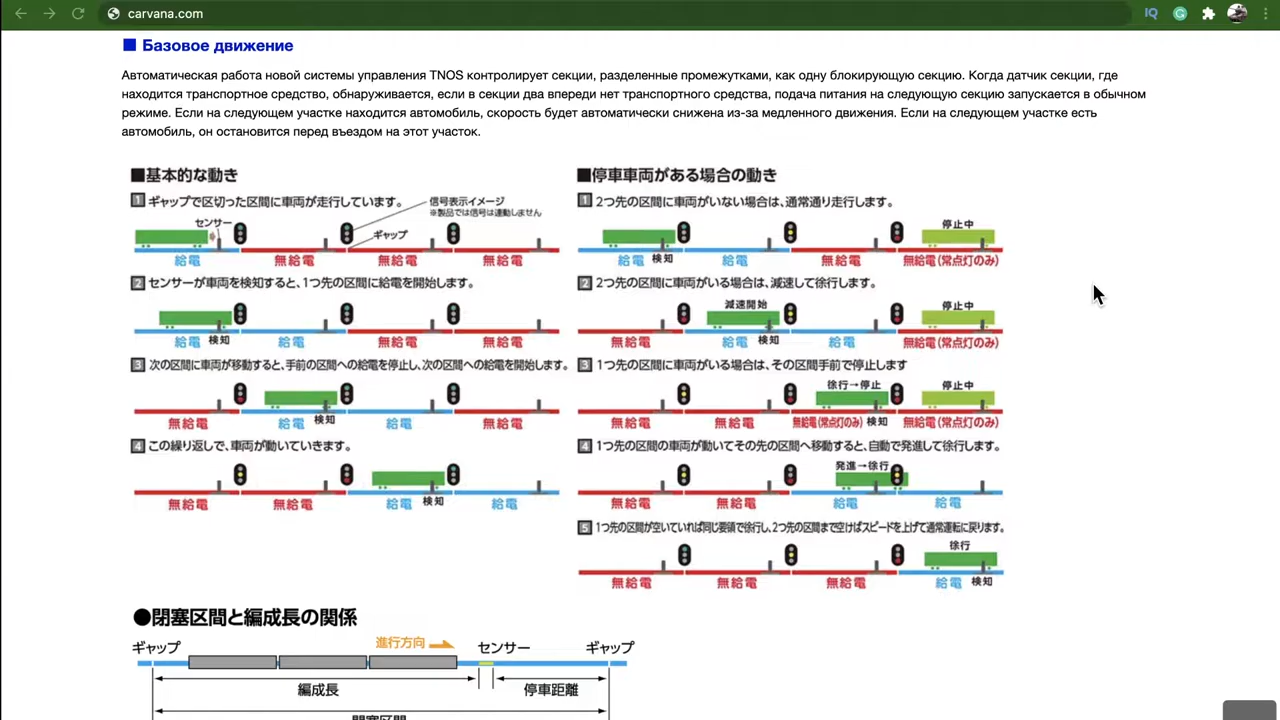 carvana.com
■ Базовое движение
Автоматическая работа новой системы управления TNOS контролирует секции, разделенные промежутками, как одну блокирующую секцию. Когда датчик секции, где
находится транспортное средство, обнаруживается, если в секции два впереди нет транспортного средства, подача питания на следующую секцию запускается в обычном
режиме. Если на следующем участке находится автомобиль, скорость будет автоматически снижена из-за медленного движения. Если на следующем участке есть
автомобиль, он остановится перед въездом на этот участок.
■基本的な動き
1 ギャップで区切った区間に車両が走行しています。
信号表示イメージ
※製品では信号は連動しません
センサー
ギャップ
給電 無給電 無給電 無給電
2 センサーが車両を検知すると、1つ先の区間に給電を開始します。
給電 検知 給電 無給電 無給電
3 次の区間に車両が移動すると、手前の区間への給電を停止し、次の区間への給電を開始します。
無給電 給電 検知 給電 無給電
4 この繰り返しで、車両が動いていきます。
無給電 無給電 給電 検知 給電
■停車車両がある場合の動き
1 2つ先の区間に車両がいない場合は、通常通り走行します。
停止中
給電 検知 給電 無給電 無給電(常点灯のみ)
2 2つ先の区間に車両がいる場合は、減速して徐行します。
減速開始 停止中
無給電 給電 検知 給電 無給電(常点灯のみ)
3 1つ先の区間に車両がいる場合は、その区間手前で停止します
徐行→停止 停止中
無給電 無給電 無給電(常点灯のみ) 検知 無給電(常点灯のみ)
4 1つ先の区間の車両が動いてその先の区間へ移動すると、自動で発進して徐行します。
発進→徐行
無給電 無給電 給電 給電
5 1つ先の区間が空いていれば同じ要領で徐行し、2つ先の区間まで空けばスピードを上げて通常運転に戻ります。
徐行
無給電 無給電 無給電 給電 検知
●閉塞区間と編成長の関係
ギャップ 進行方向 センサー ギャップ
編成長 停車距離
閉塞区間